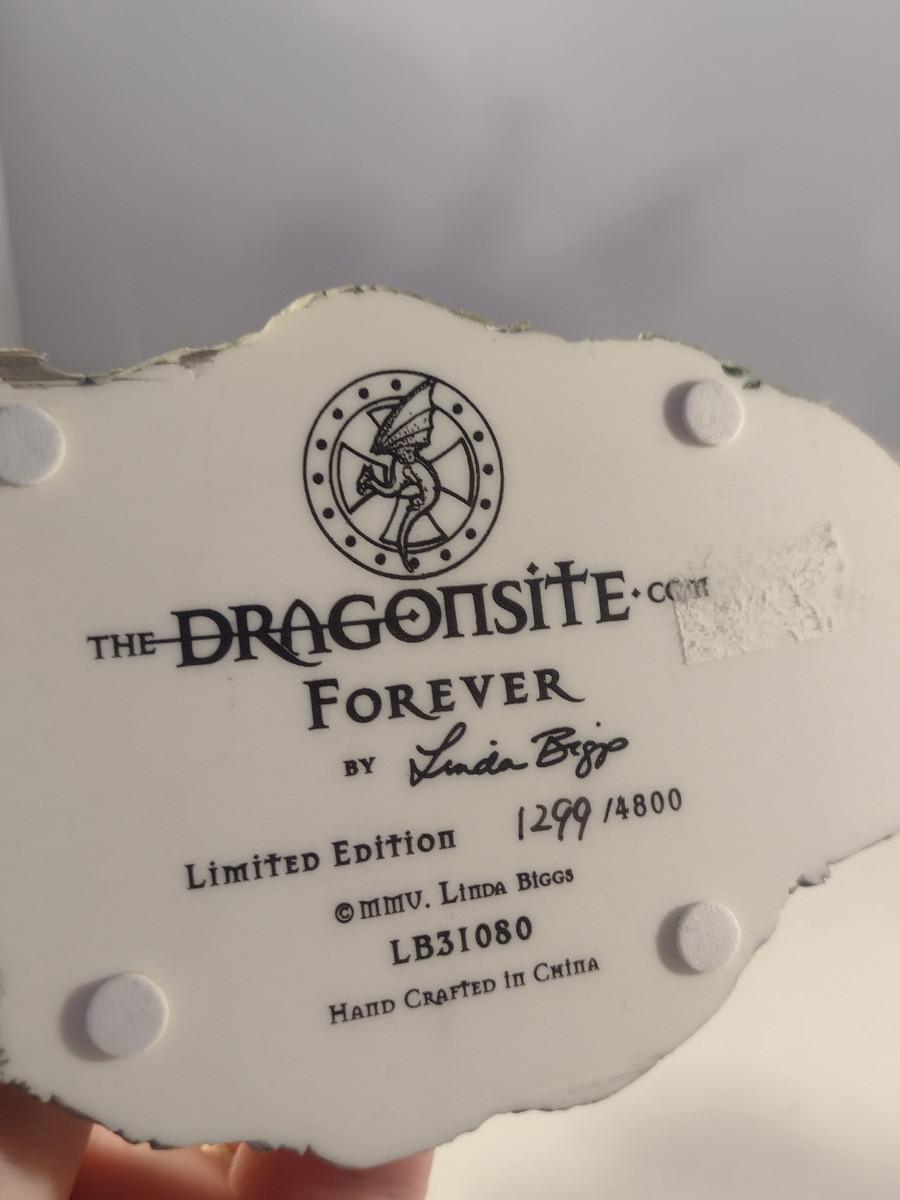 THE DRAGONSITE.COM
FOREVER
BY Linda Biggs
LIMITED EDITION 1299/4800
©MMV. LINDA BIGGS
LB31080
HAND CRAFTED IN CHINA